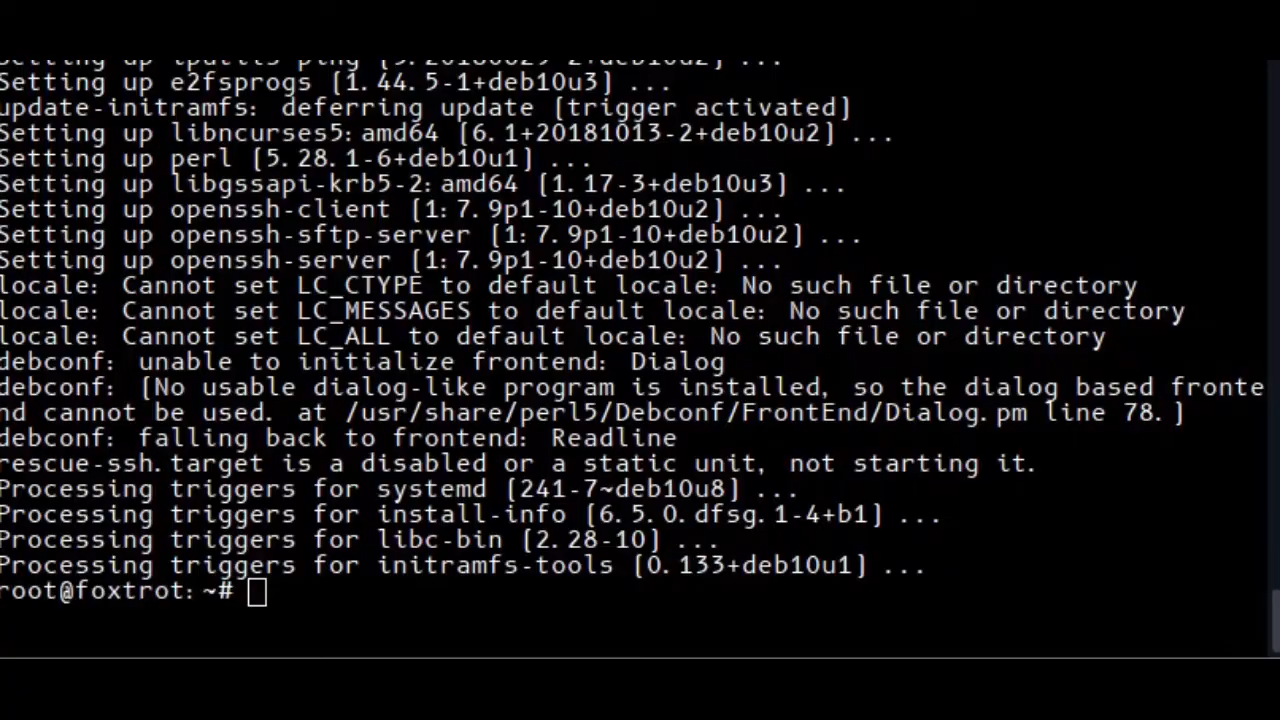 Setting up e2fsprogs [1.44.5-1+deb10u3] ...
update-initramfs: deferring update [trigger activated]
Setting up libncurses5:amd64 [6.1+20181013-2+deb10u2] ...
Setting up perl [5.28.1-6+deb10u1] ...
Setting up libgssapi-krb5-2:amd64 [1.17-3+deb10u3] ...
Setting up openssh-client [1:7.9p1-10+deb10u2] ...
Setting up openssh-sftp-server [1:7.9p1-10+deb10u2] ...
Setting up openssh-server [1:7.9p1-10+deb10u2] ...
locale: Cannot set LC_CTYPE to default locale: No such file or directory
locale: Cannot set LC_MESSAGES to default locale: No such file or directory
locale: Cannot set LC_ALL to default locale: No such file or directory
debconf: unable to initialize frontend: Dialog
debconf: [No usable dialog-like program is installed, so the dialog based fronte
nd cannot be used. at /usr/share/perl5/Debconf/FrontEnd/Dialog.pm line 78.]
debconf: falling back to frontend: Readline
rescue-ssh.target is a disabled or a static unit, not starting it.
Processing triggers for systemd [241-7~deb10u8] ...
Processing triggers for install-info [6.5.0.dfsg.1-4+b1] ...
Processing triggers for libc-bin [2.28-10] ...
Processing triggers for initramfs-tools [0.133+deb10u1] ...
root@foxtrot:~#